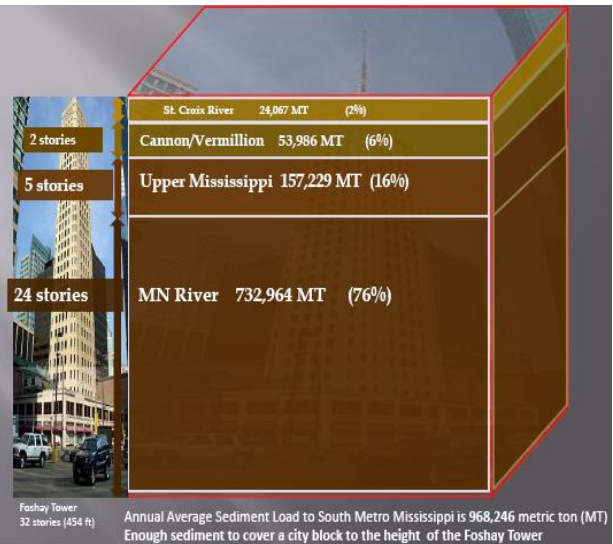 St. Croix River 24,067 MT (2%)
2 stories Cannon/Vermillion 53,986 MT (6%)
5 stories Upper Mississippi 157,229 MT (16%)
24 stories MN River 732,964 MT (76%)
Foshay Tower
32 stories (454 ft)
Annual Average Sediment Load to South Metro Mississippi is 968,246 metric ton (MT)
Enough sediment to cover a city block to the height of the Foshay Tower